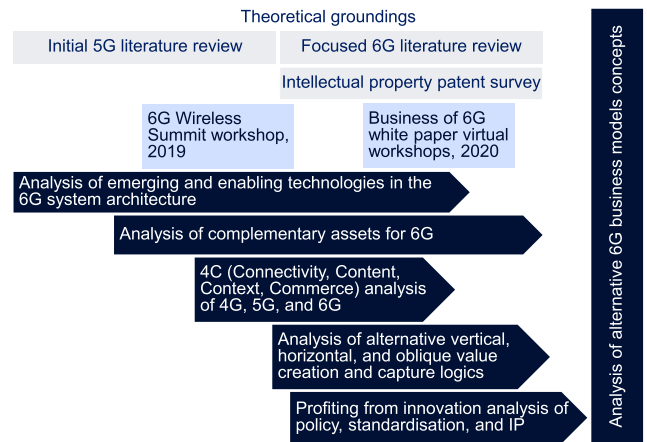 Theoretical groundings
Initial 5G literature review
Focused 6G literature review
Intellectual property patent survey
6G Wireless
Summit workshop,
2019
Business of 6G
white paper virtual
workshops, 2020
Analysis of emerging and enabling technologies in the
6G system architecture
Analysis of complementary assets for 6G
4C (Connectivity, Content,
Context, Commerce) analysis
of 4G, 5G, and 6G
Analysis of alternative vertical,
horizontal, and oblique value
creation and capture logics
Profiting from innovation analysis of
policy, standardisation, and IP
Analysis of alternative 6G business models concepts